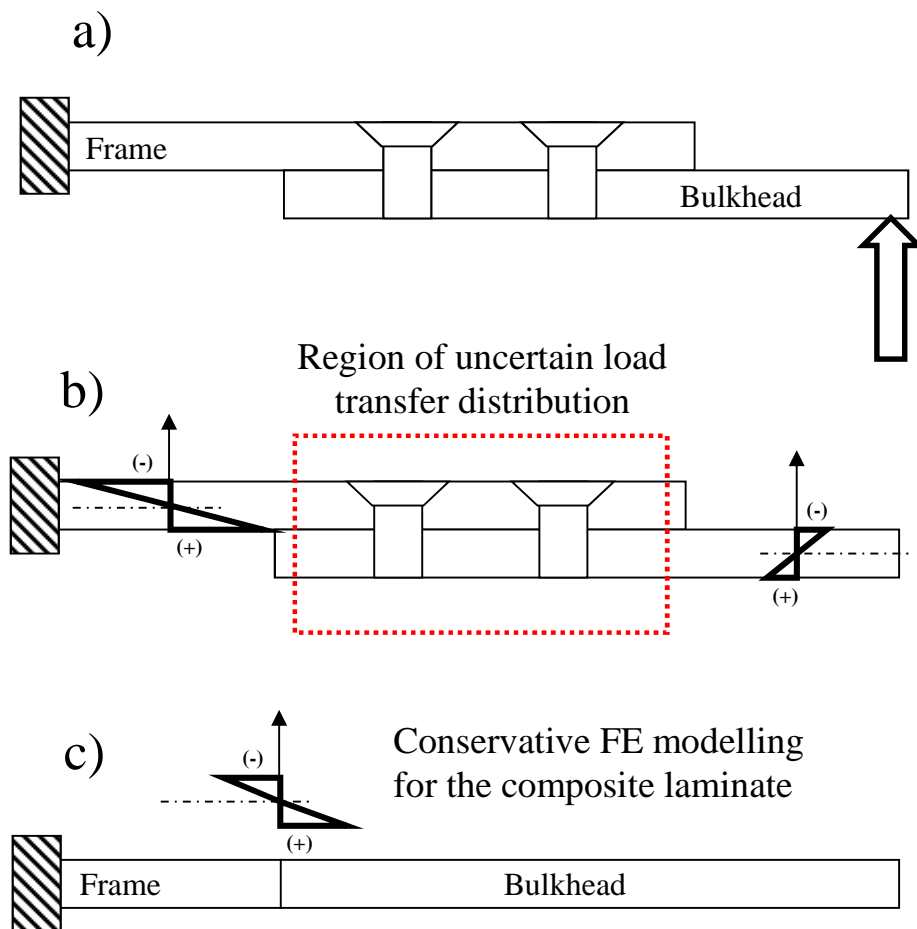 a)
Frame
Bulkhead
Region of uncertain load
transfer distribution
b)
(-)
(+)
(-)
(+)
c)
Conservative FE modelling
for the composite laminate
(-)
(+)
Frame
Bulkhead